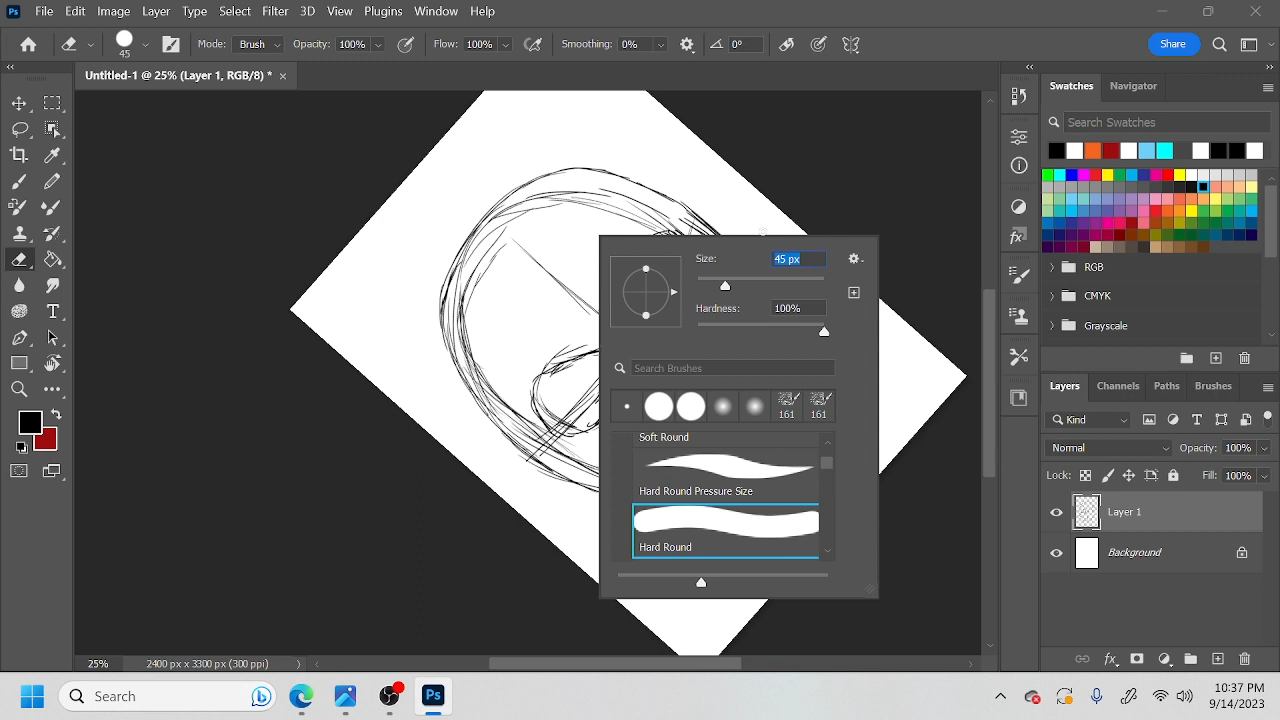 Ps File Edit Image Layer Type Select Filter 3D View Plugins Window Help
45 Mode: Brush Opacity: 100% Flow: 100% Smoothing: 0% 0° Share
Untitled-1 @ 25% (Layer 1, RGB/8) *
Swatches Navigator
Search Swatches
RGB
CMYK
Grayscale
Size: 45 px
Hardness: 100%
Search Brushes
161 161
Soft Round
Hard Round Pressure Size
Hard Round
Layers Channels Paths Brushes
Kind
Normal Opacity: 100%
Lock: Fill: 100%
Layer 1
Background
25% 2400 px x 3300 px (300 ppi)
Search
Ps
10:37 PM
9/14/2023